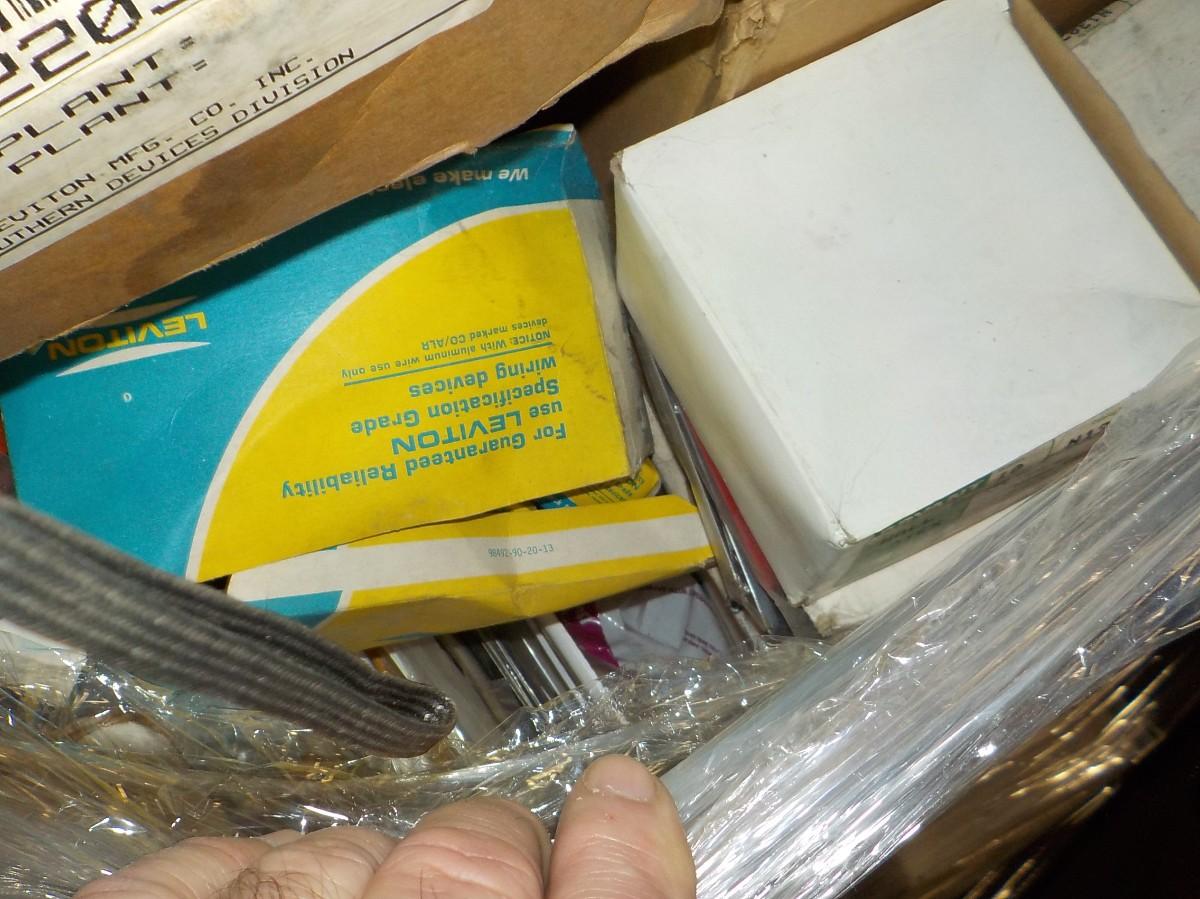 PLANT:
PLANT:
LEVITON MFG. CO. INC.
SOUTHERN DEVICES DIVISION
We make
LEVITON
For Guaranteed Reliability
use LEVITON
Specification Grade
wiring devices
NOTICE: With aluminum wire use only
devices marked CO/ALR
98492-90-20-13